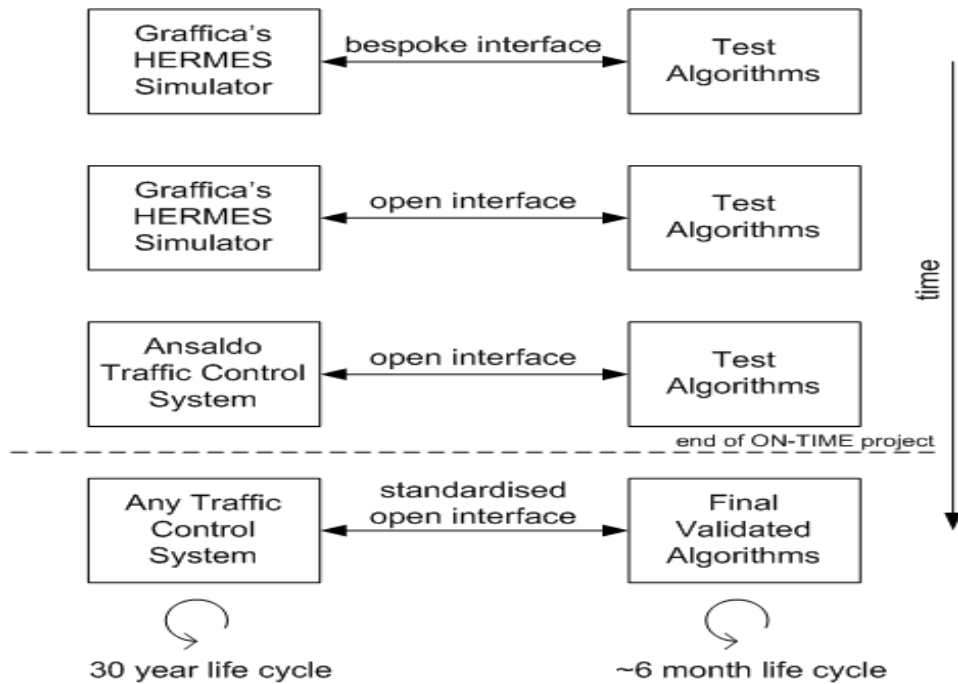 Graffica's
HERMES
Simulator
bespoke interface
Test
Algorithms
Graffica's
HERMES
Simulator
open interface
Test
Algorithms
time
Ansaldo
Traffic Control
System
open interface
Test
Algorithms
end of ON-TIME project
Any Traffic
Control
System
standardised
open interface
Final
Validated
Algorithms
30 year life cycle
~6 month life cycle